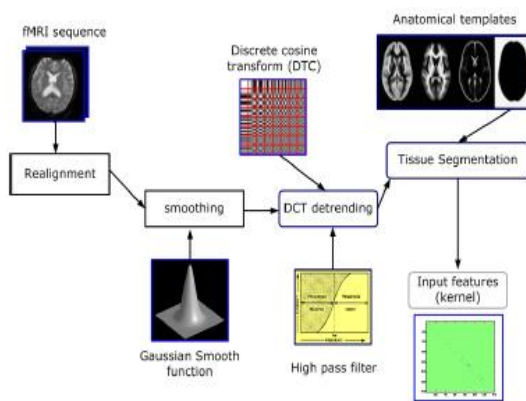 fMRI sequence
Discrete cosine
transform (DTC)
Anatomical templates
Realignment
smoothing
DCT detrending
Tissue Segmentation
Gaussian Smooth
function
High pass filter
Input features
(kernel)